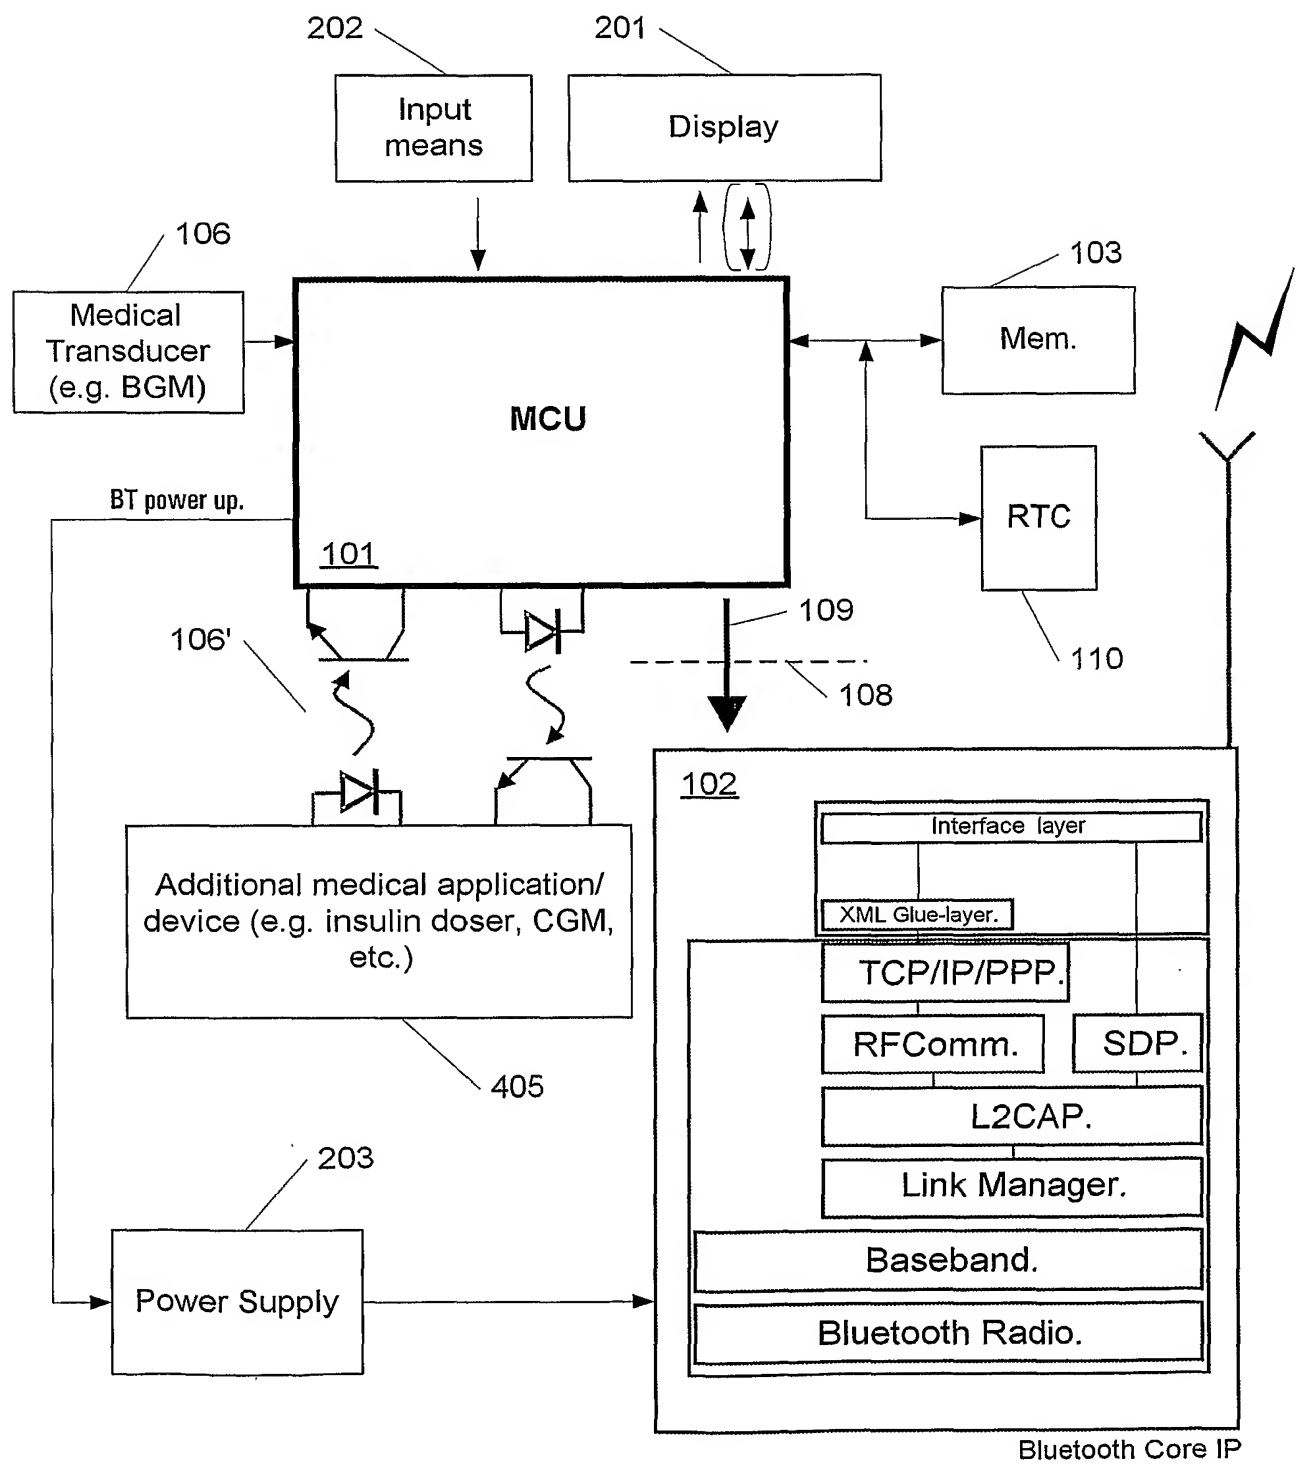 202
201
Input
means
Display
106
103
Medical
Transducer
(e.g. BGM)
Mem.
MCU
BT power up.
RTC
101
109
106'
110
108
102
Interface layer
Additional medical application/
device (e.g. insulin doser, CGM,
etc.)
XML Glue-layer.
TCP/IP/PPP.
RFComm.
SDP.
405
L2CAP.
203
Link Manager.
Baseband.
Power Supply
Bluetooth Radio.
Bluetooth Core IP